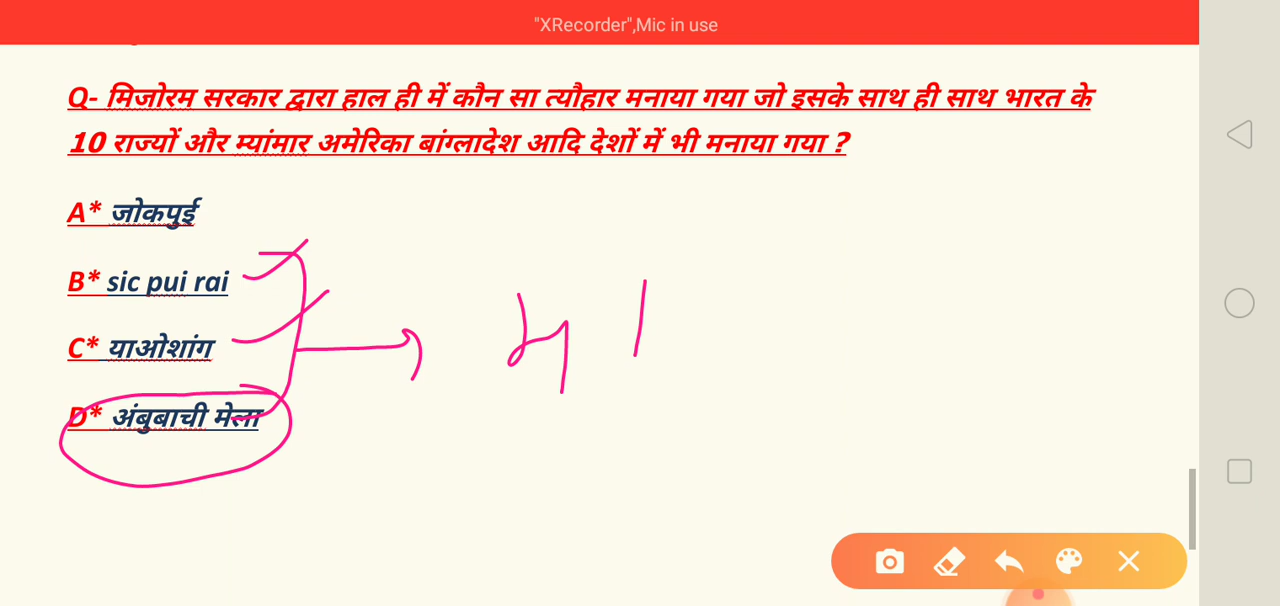 "XRecorder",Mic in use
Q- मिजोरम सरकार द्वारा हाल ही में कौन सा त्यौहार मनाया गया जो इसके साथ ही साथ भारत के
10 राज्यों और म्यांमार अमेरिका बांग्लादेश आदि देशों में भी मनाया गया ?
A* जोकपुई
B* sic pui rai
C* याओशांग
D* अंबुबाची मेला